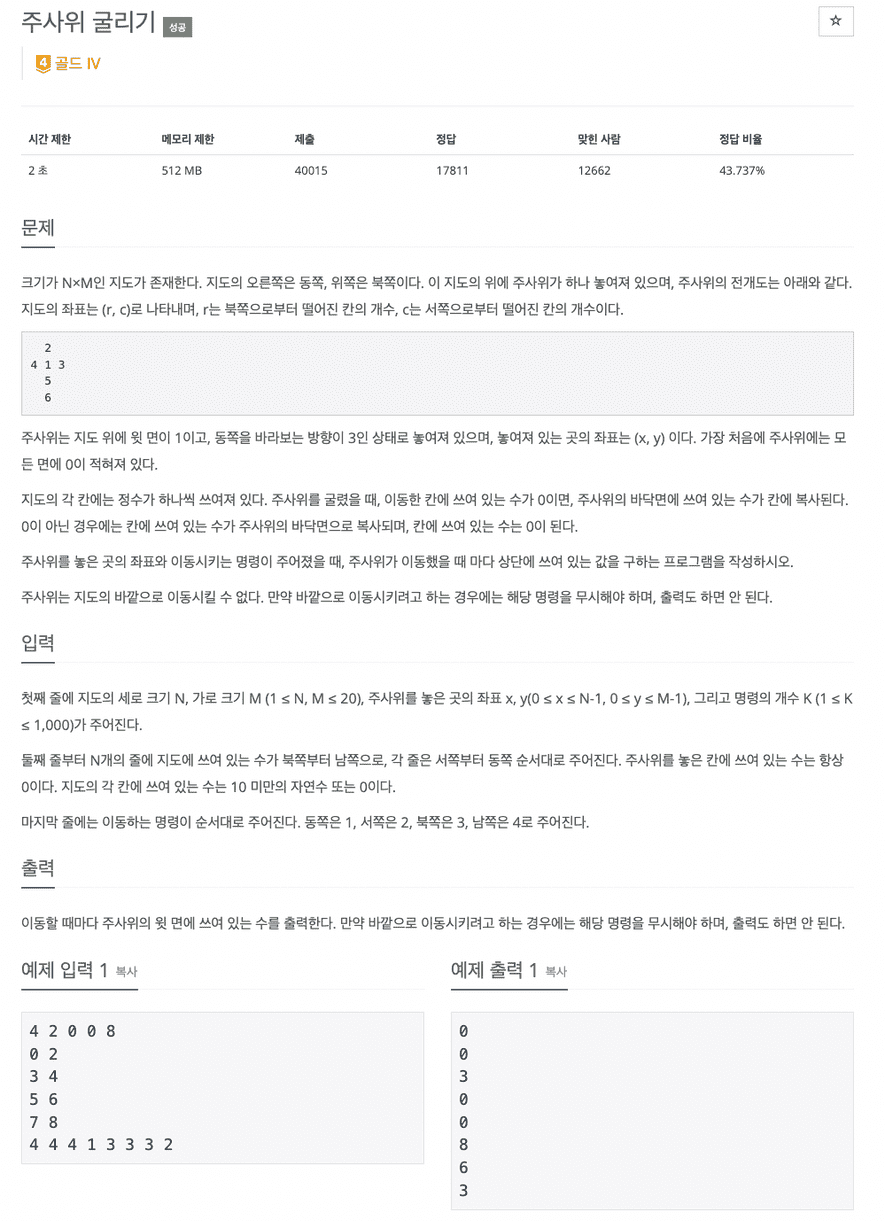 주사위 굴리기 성공
☆
4 골드 IV
시간 제한 메모리 제한 제출 정답 맞힌 사람 정답 비율
2 초 512 MB 40015 17811 12662 43.737%
문제
크기가 N×M인 지도가 존재한다. 지도의 오른쪽은 동쪽, 위쪽은 북쪽이다. 이 지도의 위에 주사위가 하나 놓여져 있으며, 주사위의 전개도는 아래와 같다.
지도의 좌표는 (r, c)로 나타내며, r는 북쪽으로부터 떨어진 칸의 개수, c는 서쪽으로부터 떨어진 칸의 개수이다.
2
4 1 3
5
6
주사위는 지도 위에 윗 면이 1이고, 동쪽을 바라보는 방향이 3인 상태로 놓여져 있으며, 놓여져 있는 곳의 좌표는 (x, y) 이다. 가장 처음에 주사위에는 모
든 면에 0이 적혀져 있다.
지도의 각 칸에는 정수가 하나씩 쓰여져 있다. 주사위를 굴렸을 때, 이동한 칸에 쓰여 있는 수가 0이면, 주사위의 바닥면에 쓰여 있는 수가 칸에 복사된다.
0이 아닌 경우에는 칸에 쓰여 있는 수가 주사위의 바닥면으로 복사되며, 칸에 쓰여 있는 수는 0이 된다.
주사위를 놓은 곳의 좌표와 이동시키는 명령이 주어졌을 때, 주사위가 이동했을 때 마다 상단에 쓰여 있는 값을 구하는 프로그램을 작성하시오.
주사위는 지도의 바깥으로 이동시킬 수 없다. 만약 바깥으로 이동시키려고 하는 경우에는 해당 명령을 무시해야 하며, 출력도 하면 안 된다.
입력
첫째 줄에 지도의 세로 크기 N, 가로 크기 M (1 ≤ N, M ≤ 20), 주사위를 놓은 곳의 좌표 x, y(0 ≤ x ≤ N-1, 0 ≤ y ≤ M-1), 그리고 명령의 개수 K (1 ≤ K
≤ 1,000)가 주어진다.
둘째 줄부터 N개의 줄에 지도에 쓰여 있는 수가 북쪽부터 남쪽으로, 각 줄은 서쪽부터 동쪽 순서대로 주어진다. 주사위를 놓은 칸에 쓰여 있는 수는 항상
0이다. 지도의 각 칸에 쓰여 있는 수는 10 미만의 자연수 또는 0이다.
마지막 줄에는 이동하는 명령이 순서대로 주어진다. 동쪽은 1, 서쪽은 2, 북쪽은 3, 남쪽은 4로 주어진다.
출력
이동할 때마다 주사위의 윗 면에 쓰여 있는 수를 출력한다. 만약 바깥으로 이동시키려고 하는 경우에는 해당 명령을 무시해야 하며, 출력도 하면 안 된다.
예제 입력 1 복사
4 2 0 0 8
0 2
3 4
5 6
7 8
4 4 4 1 3 3 3 2
예제 출력 1 복사
0
0
3
0
0
8
6
3